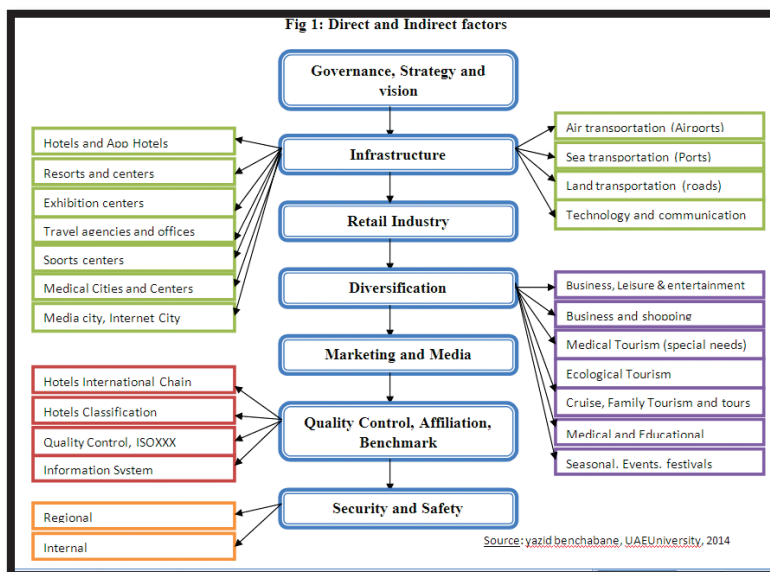 Fig 1: Direct and Indirect factors
Governance, Strategy and
vision
Infrastructure
Retail Industry
Diversification
Marketing and Media
Quality Control, Affiliation,
Benchmark
Security and Safety
Hotels and App Hotels
Resorts and centers
Exhibition centers
Travel agencies and offices
Sports centers
Medical Cities and Centers
Media city, Internet City
Hotels International Chain
Hotels Classification
Quality Control, ISOXXX
Information System
Regional
Internal
Air transportation (Airports)
Sea transportation (Ports)
Land transportation (roads)
Technology and communication
Business, Leisure & entertainment
Business and shopping
Medical Tourism (special needs)
Ecological Tourism
Cruise, Family Tourism and tours
Medical and Educational
Seasonal. Events. festivals
Source: yazid benchabane, UAEUniversity, 2014